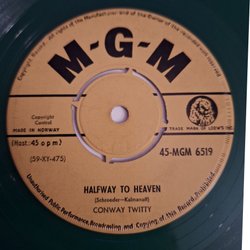 All Rights of the Manufacturer and of the Owner of the Recorded Work Reserved.
Copyright Record.
M-G-M
Copyright
Control
MADE IN NORWAY
TRADE MARK OF LOEW'S INC.
(Hast: 45 opm)
(59-XY-475)
45-MGM 6519
HALFWAY TO HEAVEN
(Schroeder-Kalmanoff)
CONWAY TWITTY
Unauthorised Public Performance, Broadcasting and Copying of this Record Prohibited.